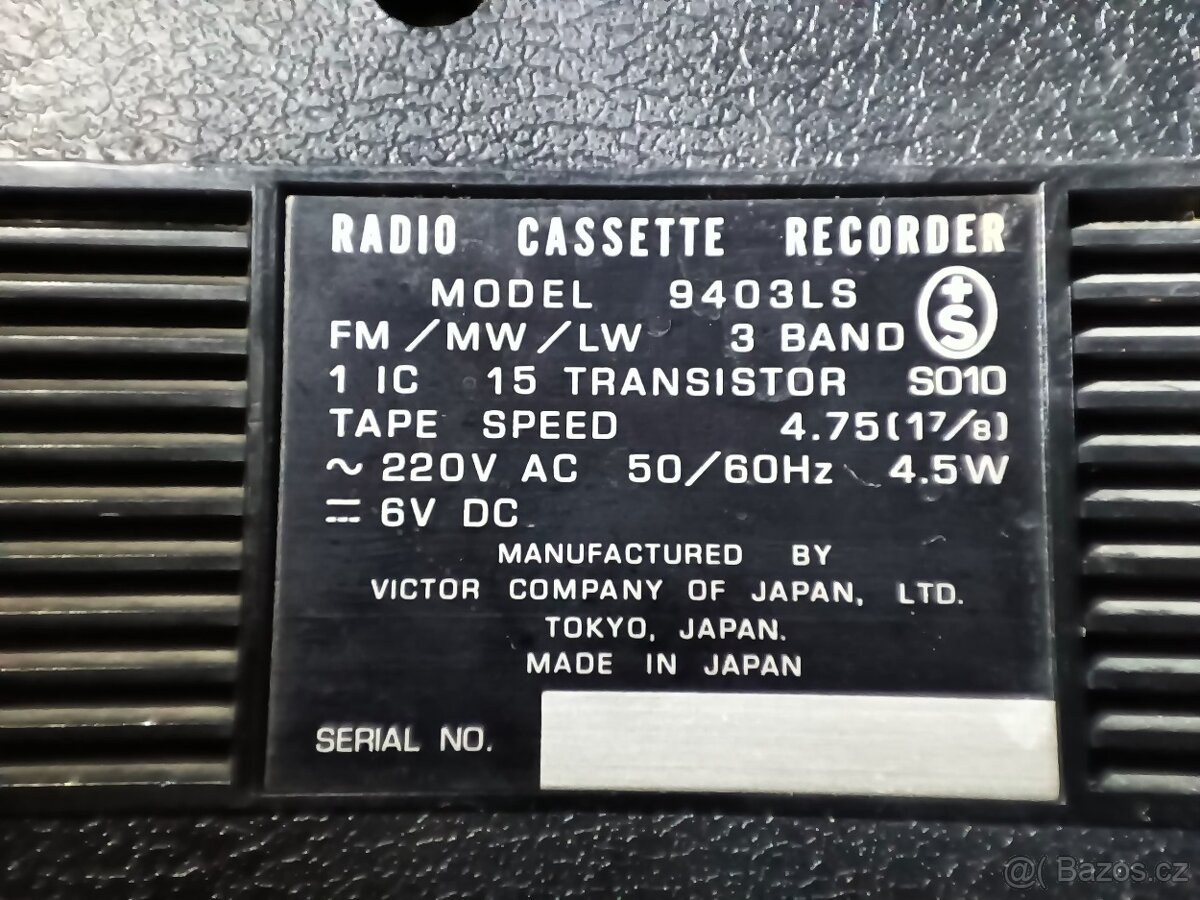 RADIO CASSETTE RECORDER
MODEL 9403LS
FM/MW/LW 3 BAND
+S
1 IC 15 TRANSISTOR S010
TAPE SPEED 4.75(1 7/8)
~ 220V AC 50/60Hz 4.5W
⎓ 6V DC
MANUFACTURED BY
VICTOR COMPANY OF JAPAN, LTD.
TOKYO, JAPAN.
MADE IN JAPAN
SERIAL NO.
@( Bazos.cz